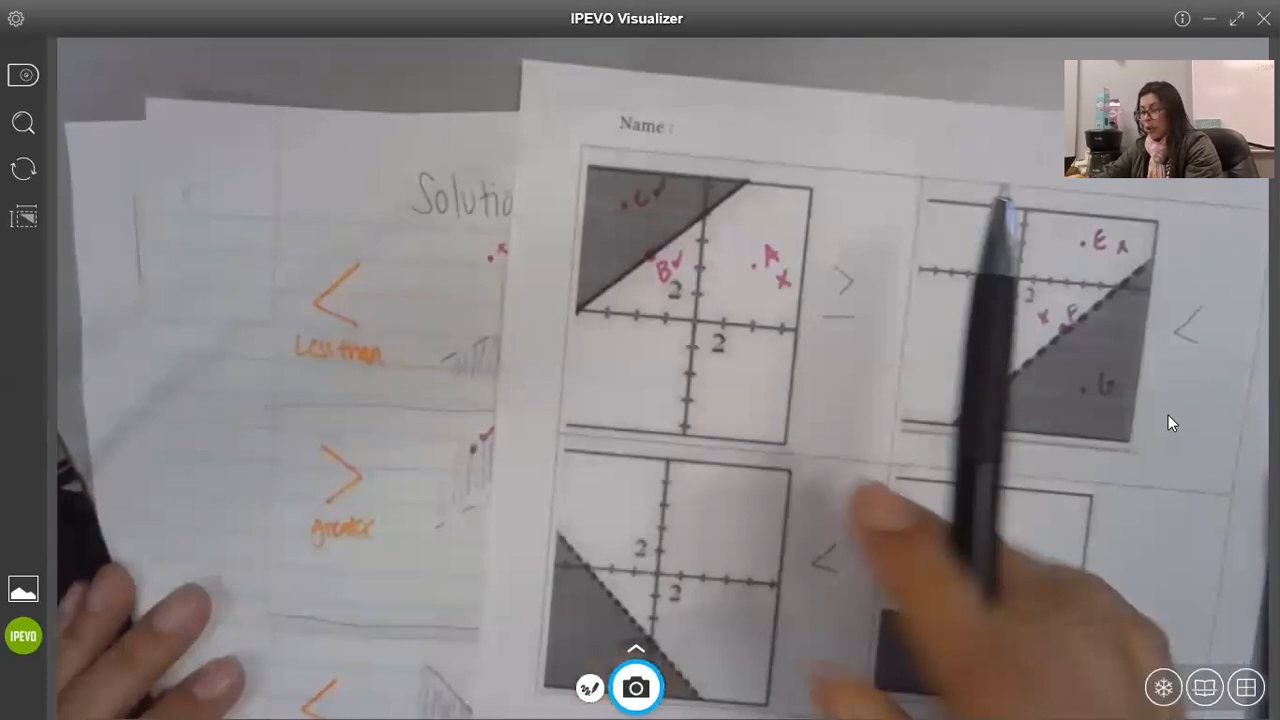 IPEVO Visualizer
Name :
Solutio
<
Less than
>
greater
<
C ✓
B ✓
A
x
2
2
≥
E x
x F
G
2
<
2
2
<
IPEVO